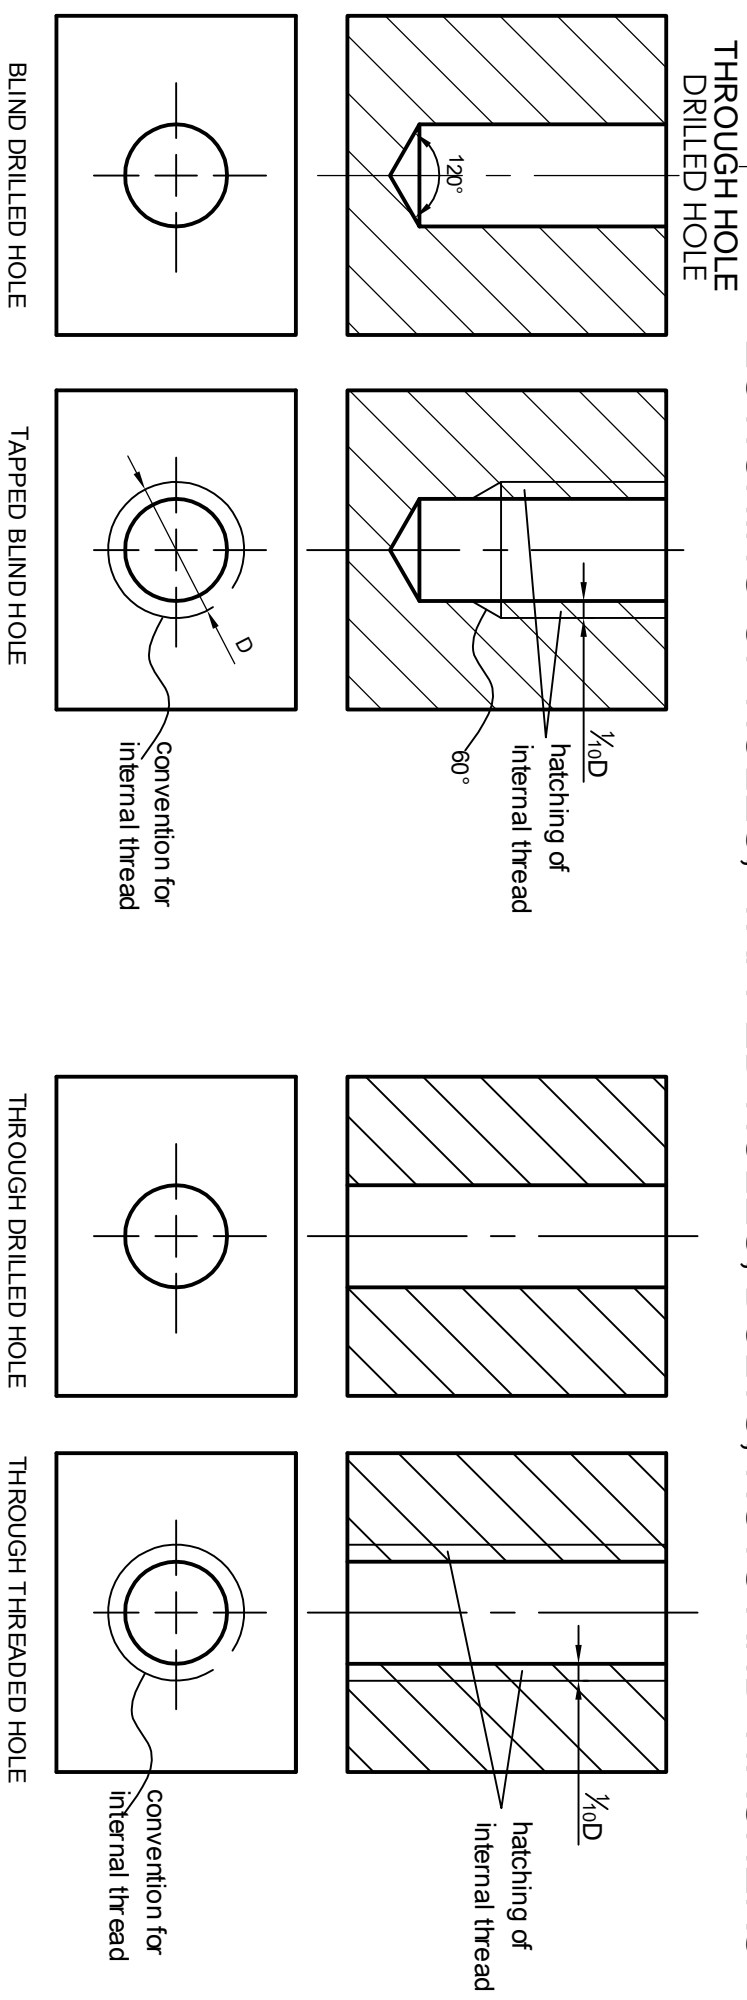 THROUGH HOLE
DRILLED HOLE
120°
1/10D
hatching of
internal thread
60°
D
convention for
internal thread
1/10D
hatching of
internal thread
convention for
internal thread
BLIND DRILLED HOLE
TAPPED BLIND HOLE
THROUGH DRILLED HOLE
THROUGH THREADED HOLE